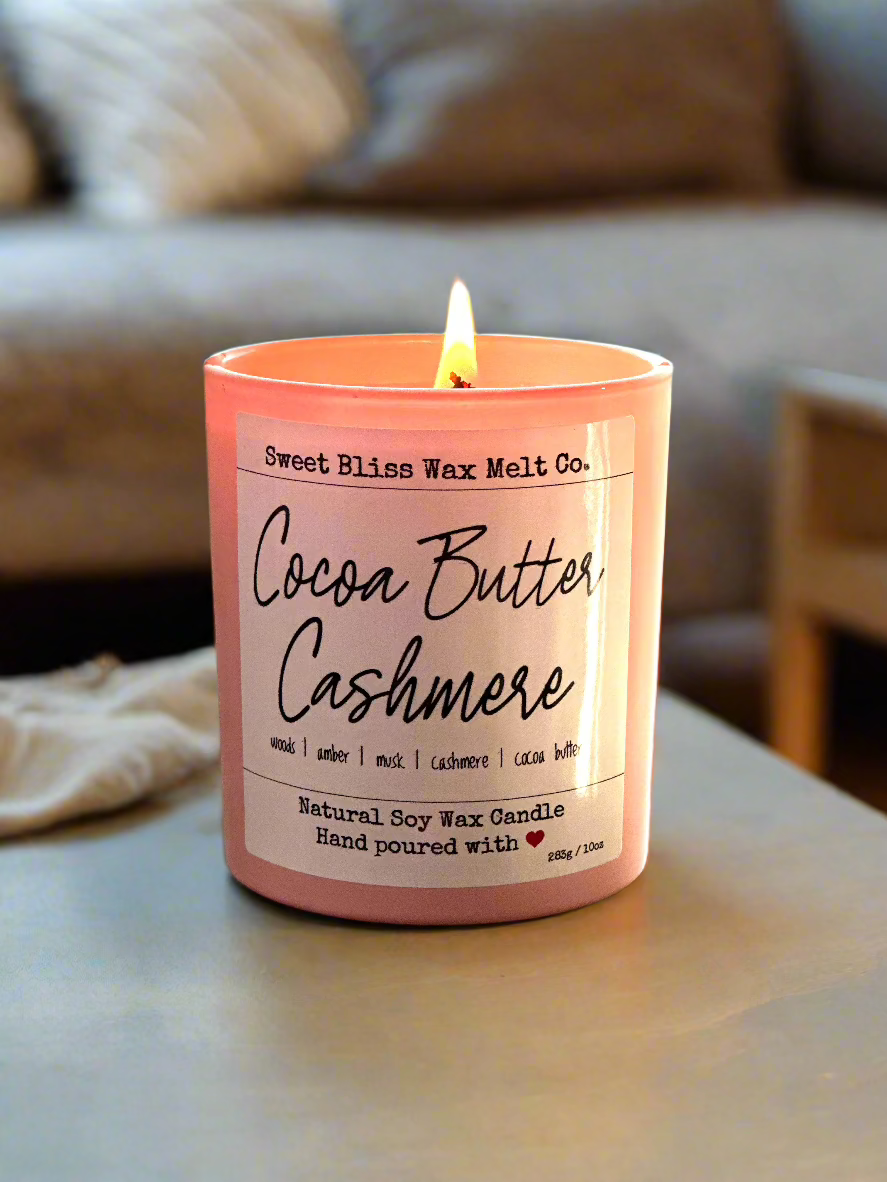 Sweet Bliss Wax Melt Co.
Cocoa Butter
Cashmere
woods | amber | musk | cashmere | cocoa butter
Natural Soy Wax Candle
Hand poured with ❤
283g / 10oz